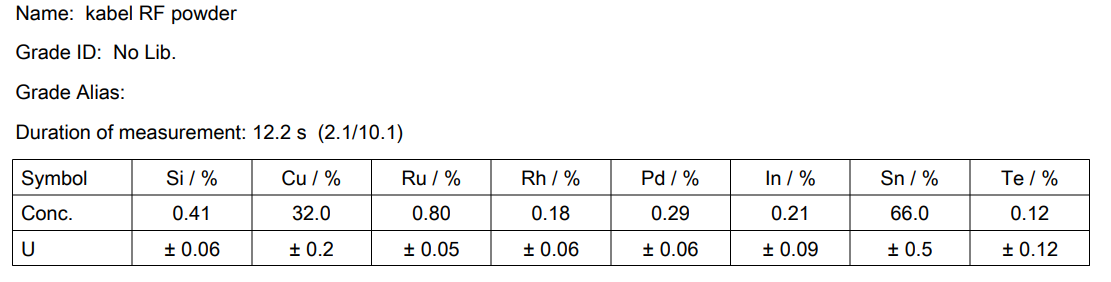 Name: kabel RF powder
Grade ID: No Lib.
Grade Alias:
Duration of measurement: 12.2 s (2.1/10.1)
Symbol Si / % Cu / % Ru / % Rh / % Pd / % In / % Sn / % Te / %
Conc. 0.41 32.0 0.80 0.18 0.29 0.21 66.0 0.12
U ± 0.06 ± 0.2 ± 0.05 ± 0.06 ± 0.06 ± 0.09 ± 0.5 ± 0.12